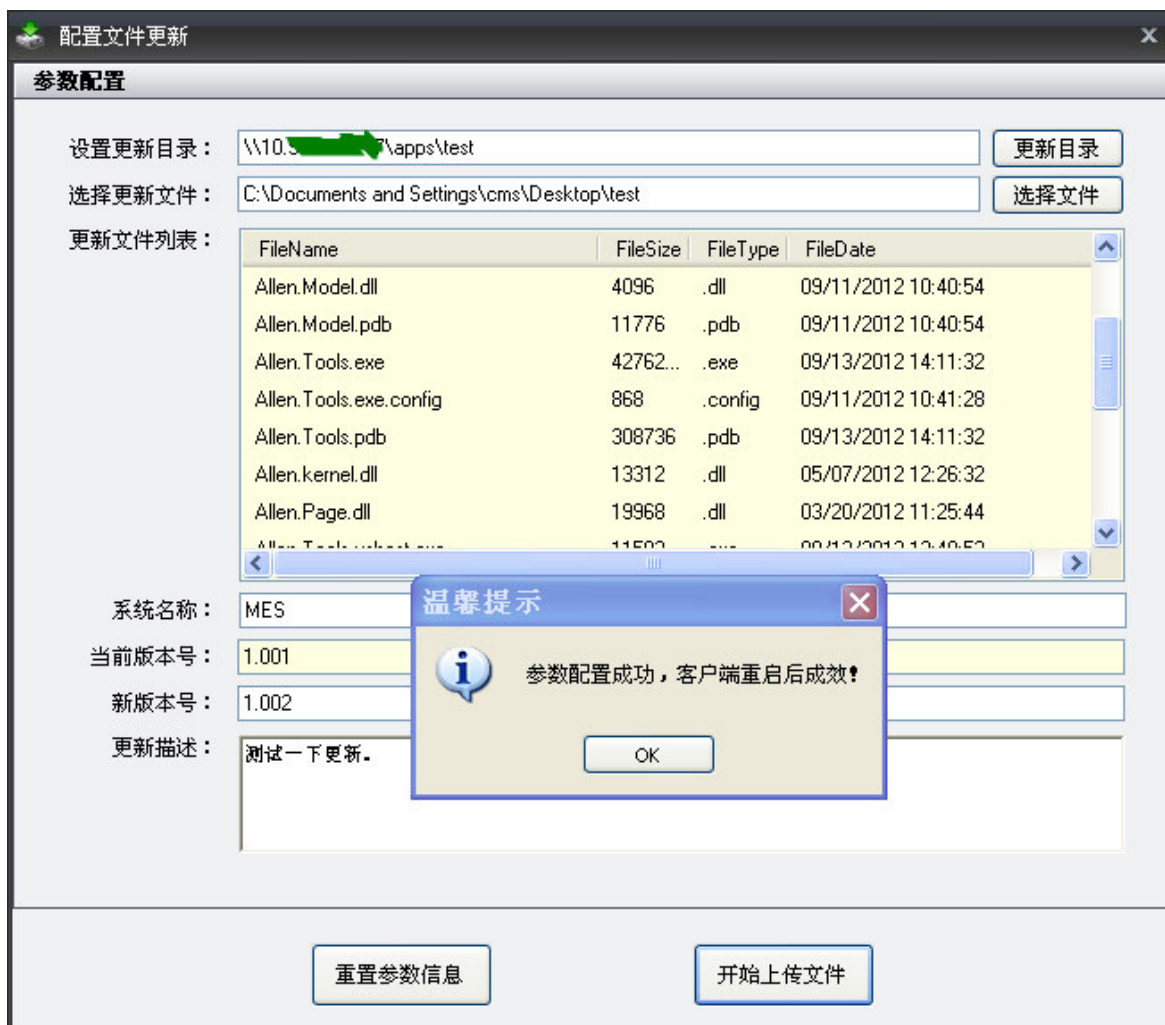 配置文件更新
参数配置
设置更新目录： \\10. 7\apps\test 更新目录
选择更新文件： C:\Documents and Settings\cms\Desktop\test 选择文件
更新文件列表：
FileName FileSize FileType FileDate
Allen.Model.dll 4096 .dll 09/11/2012 10:40:54
Allen.Model.pdb 11776 .pdb 09/11/2012 10:40:54
Allen.Tools.exe 42762... .exe 09/13/2012 14:11:32
Allen.Tools.exe.config 868 .config 09/11/2012 10:41:28
Allen.Tools.pdb 308736 .pdb 09/13/2012 14:11:32
Allen.kernel.dll 13312 .dll 05/07/2012 12:26:32
Allen.Page.dll 19968 .dll 03/20/2012 11:25:44
系统名称： MES
当前版本号： 1.001
新版本号： 1.002
更新描述： 测试一下更新。
温馨提示
参数配置成功，客户端重启后成效！
OK
重置参数信息 开始上传文件